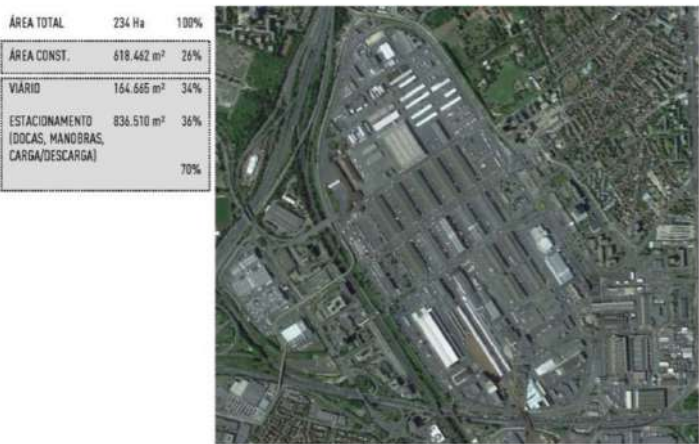 ÁREA TOTAL 234 Ha 100%
ÁREA CONST. 618.462 m² 26%
VIÁRIO 164.665 m² 34%
ESTACIONAMENTO 836.510 m² 36%
(DOCAS, MANOBRAS,
CARGA/DESCARGA)
70%